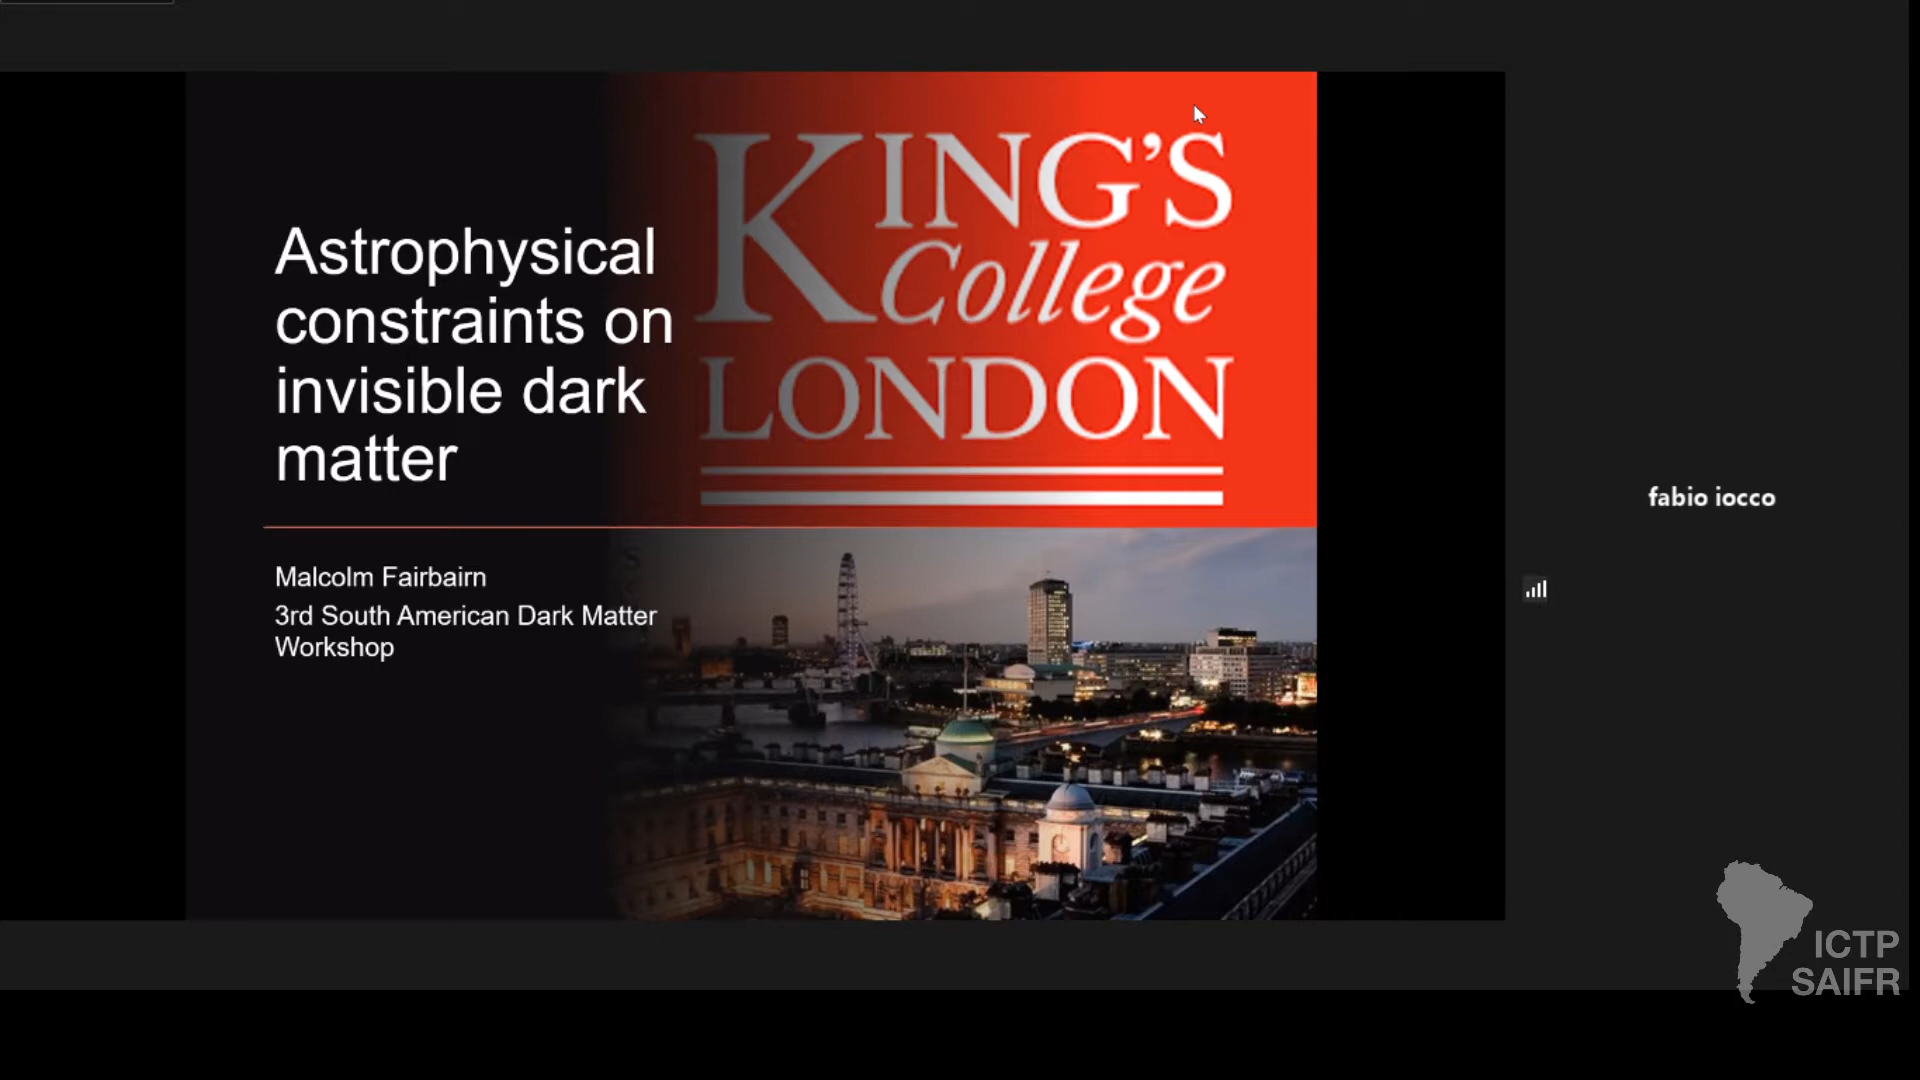 Astrophysical
constraints on
invisible dark
matter
KING'S
College
LONDON
Malcolm Fairbairn
3rd South American Dark Matter
Workshop
fabio iocco
ICTP
SAIFR